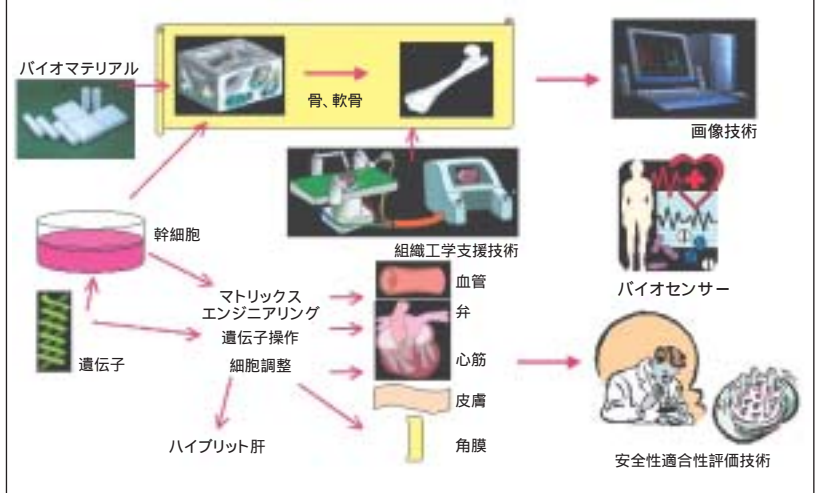 バイオマテリアル
骨、軟骨
画像技術
幹細胞
組織工学支援技術
血管
バイオセンサー
マトリックス
エンジニアリング
弁
遺伝子操作
遺伝子
細胞調整
心筋
皮膚
ハイブリット肝
角膜
安全性適合性評価技術